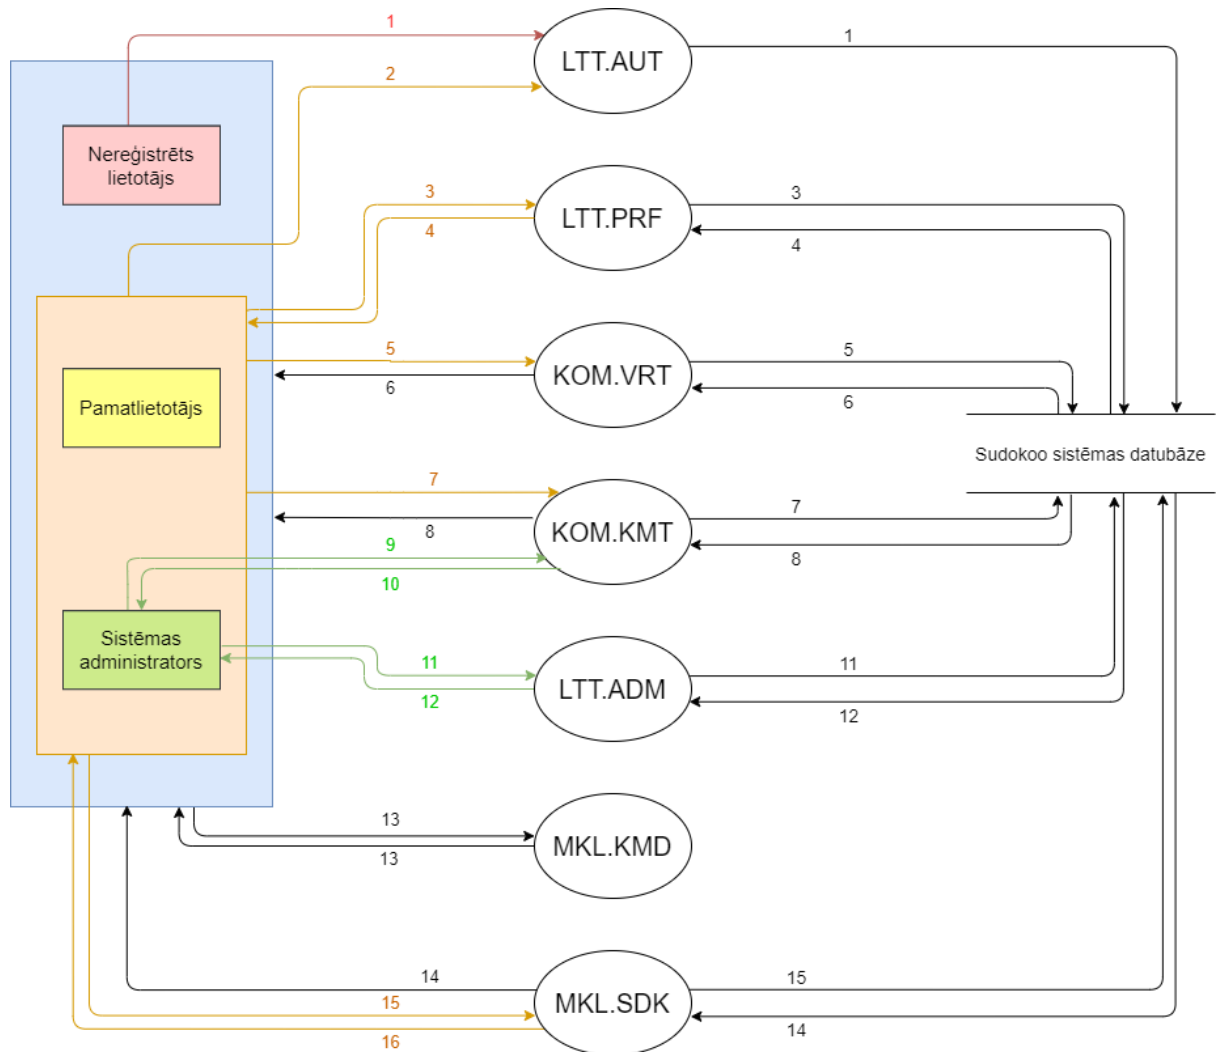 1
LTT.AUT
1
2
Nereģistrēts
lietotājs
3
LTT.PRF
3
4
4
5
KOM.VRT
5
6
6
Pamatlietotājs
Sudokoo sistēmas datubāze
7
KOM.KMT
7
8
8
9
10
Sistēmas
administrators
11
LTT.ADM
11
12
12
13
MKL.KMD
13
14
MKL.SDK
15
15
14
16